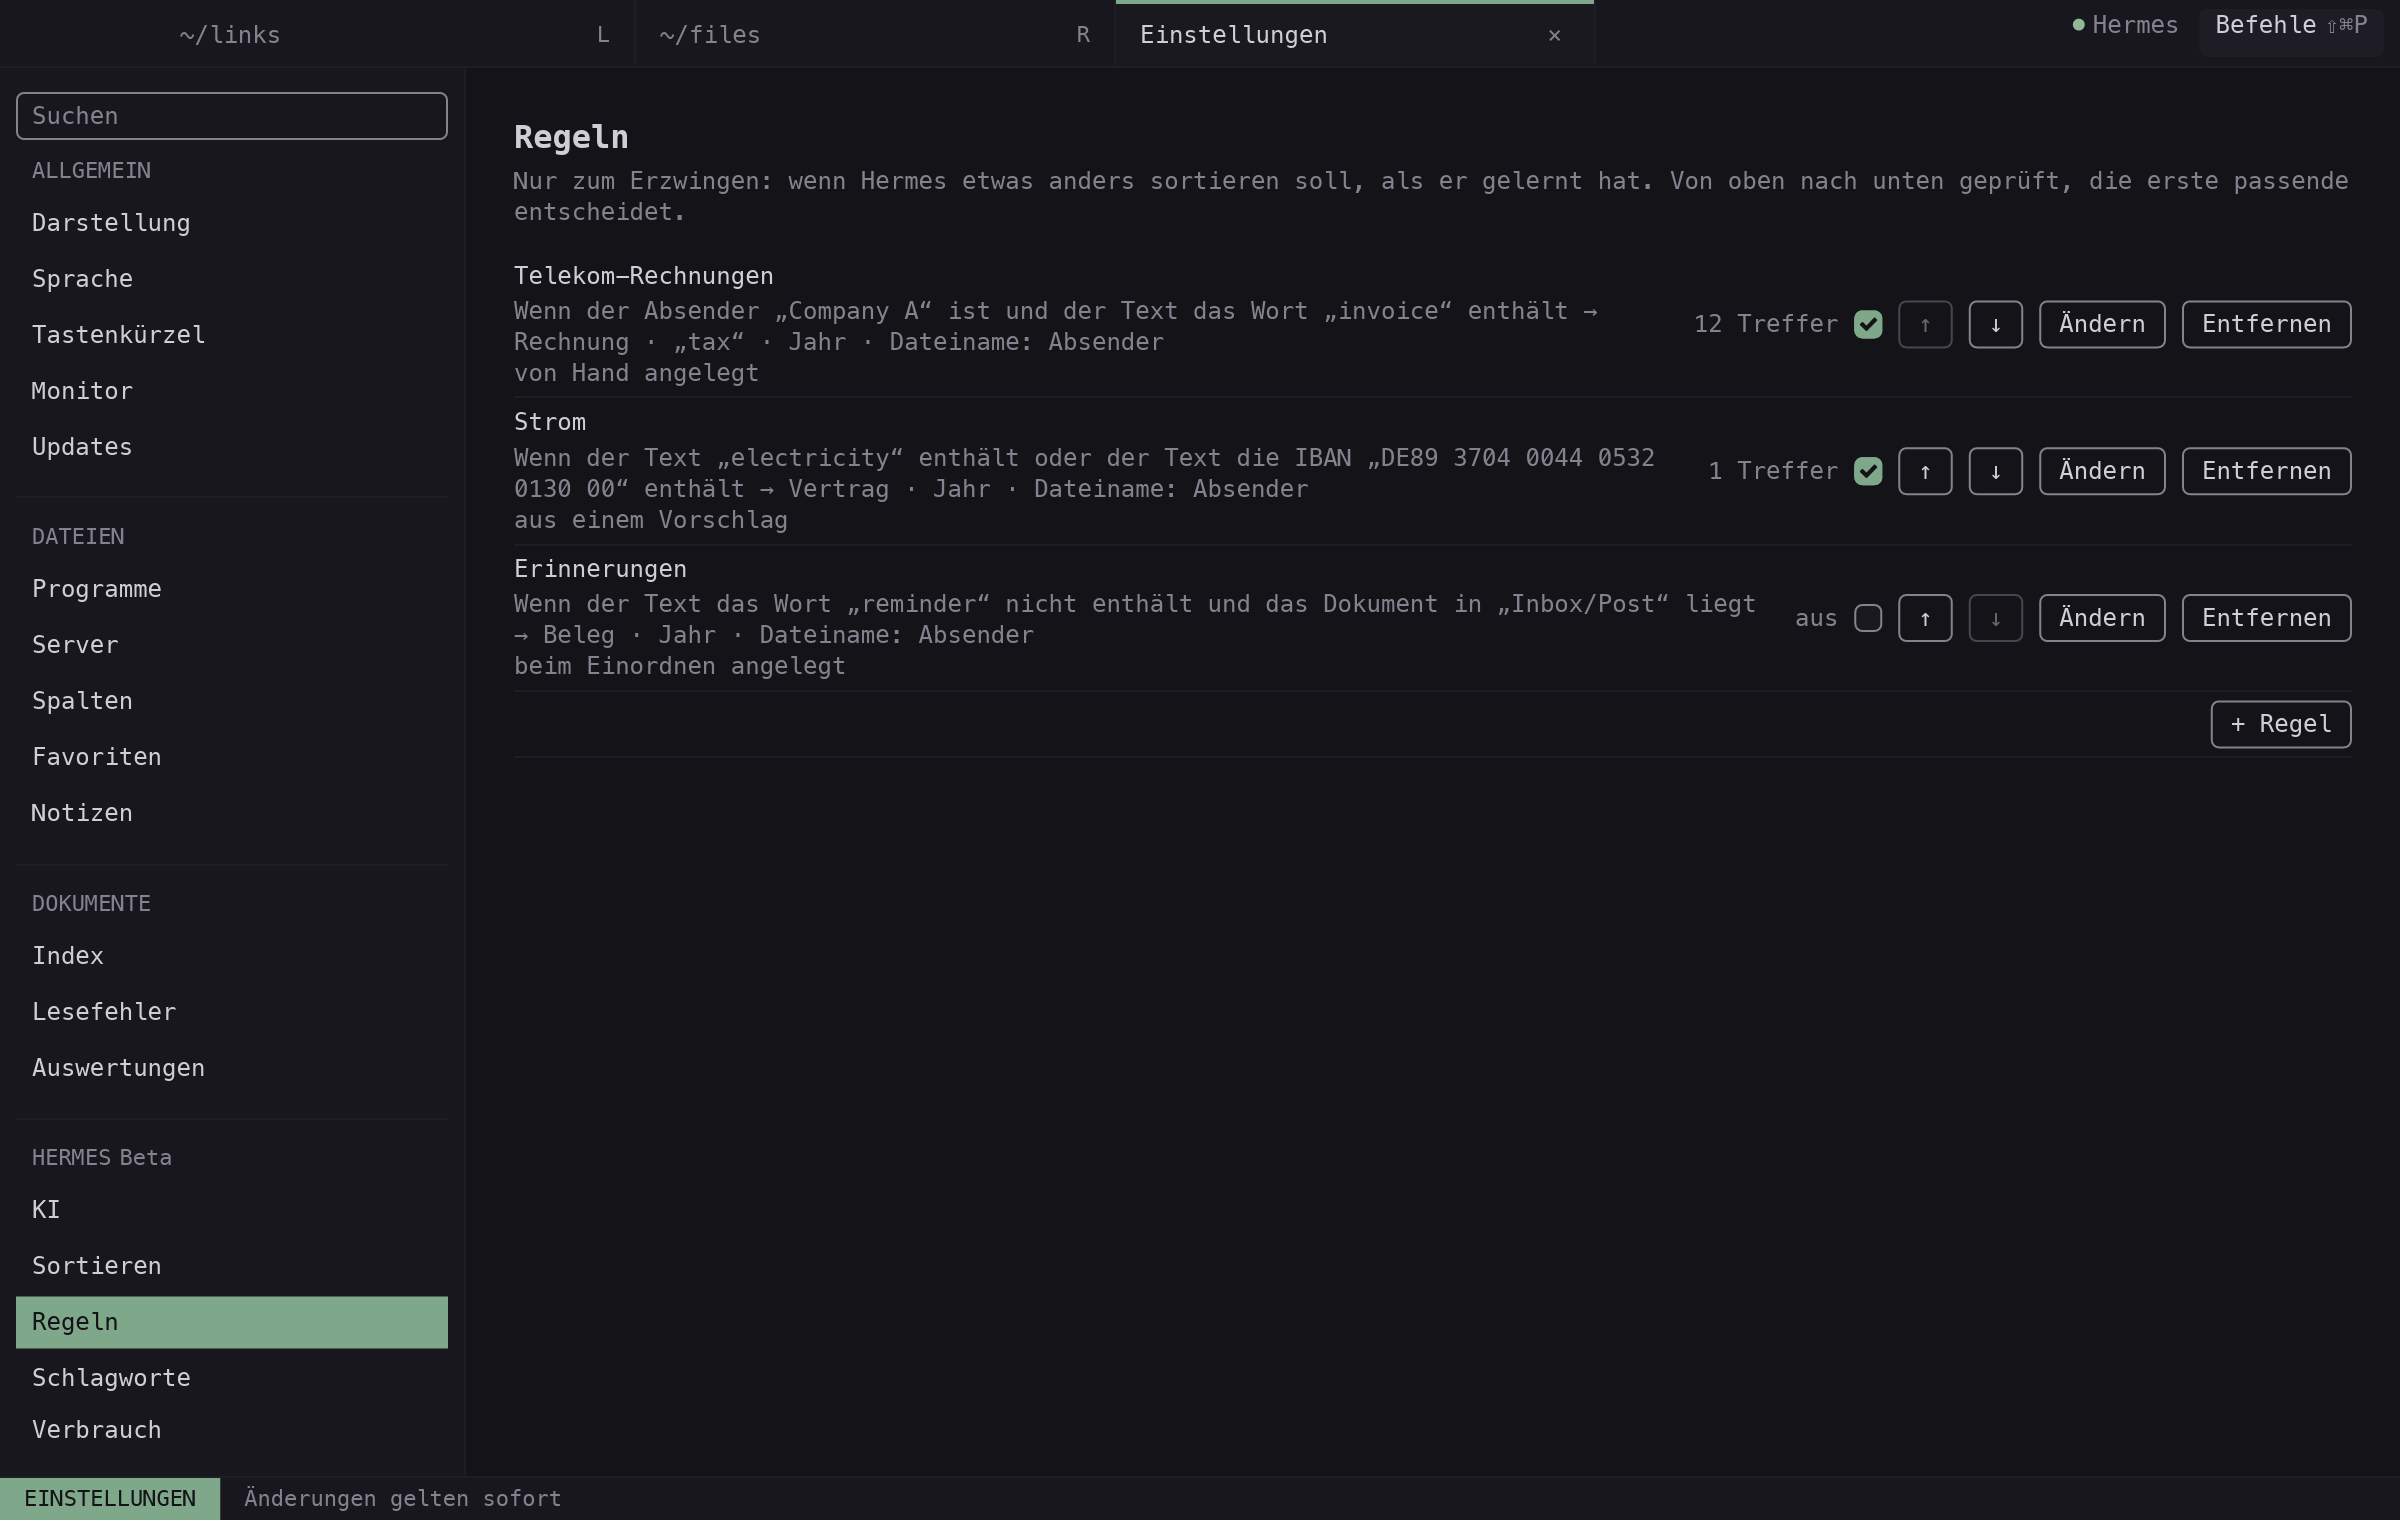 ~/links L ~/files R Einstellungen × Hermes Befehle ⇧⌘P
Suchen
ALLGEMEIN
Darstellung
Sprache
Tastenkürzel
Monitor
Updates
DATEIEN
Programme
Server
Spalten
Favoriten
Notizen
DOKUMENTE
Index
Lesefehler
Auswertungen
HERMES Beta
KI
Sortieren
Regeln
Schlagworte
Verbrauch
Regeln
Nur zum Erzwingen: wenn Hermes etwas anders sortieren soll, als er gelernt hat. Von oben nach unten geprüft, die erste passende
entscheidet.
Telekom-Rechnungen
Wenn der Absender „Company A“ ist und der Text das Wort „invoice“ enthält →
Rechnung · „tax“ · Jahr · Dateiname: Absender
von Hand angelegt
12 Treffer ↑ ↓ Ändern Entfernen
Strom
Wenn der Text „electricity“ enthält oder der Text die IBAN „DE89 3704 0044 0532
0130 00“ enthält → Vertrag · Jahr · Dateiname: Absender
aus einem Vorschlag
1 Treffer ↑ ↓ Ändern Entfernen
Erinnerungen
Wenn der Text das Wort „reminder“ nicht enthält und das Dokument in „Inbox/Post“ liegt
→ Beleg · Jahr · Dateiname: Absender
beim Einordnen angelegt
aus ↑ ↓ Ändern Entfernen
+ Regel
EINSTELLUNGEN Änderungen gelten sofort